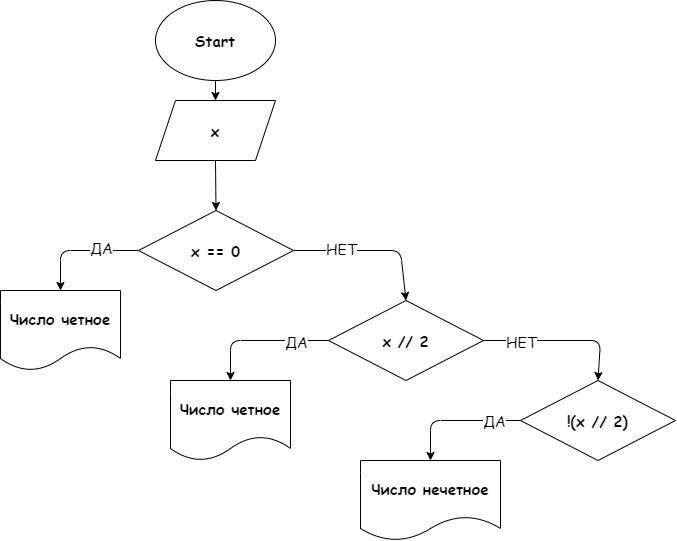 Start
x
x == 0
ДА
НЕТ
Число четное
x // 2
ДА
НЕТ
Число четное
!(x // 2)
ДА
Число нечетное